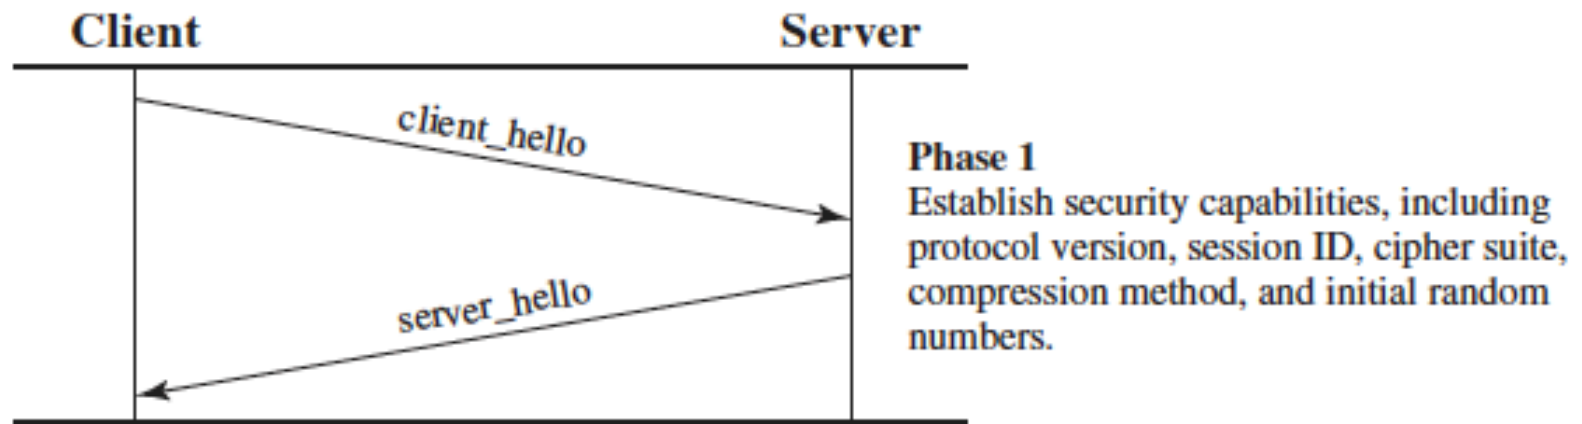 Client
Server
client_hello
Phase 1
Establish security capabilities, including
protocol version, session ID, cipher suite,
compression method, and initial random
numbers.
server_hello